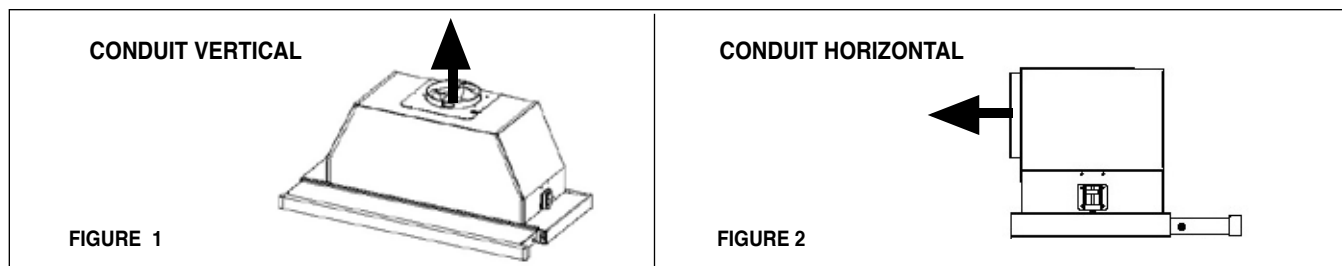 CONDUIT VERTICAL
FIGURE 1
CONDUIT HORIZONTAL
FIGURE 2